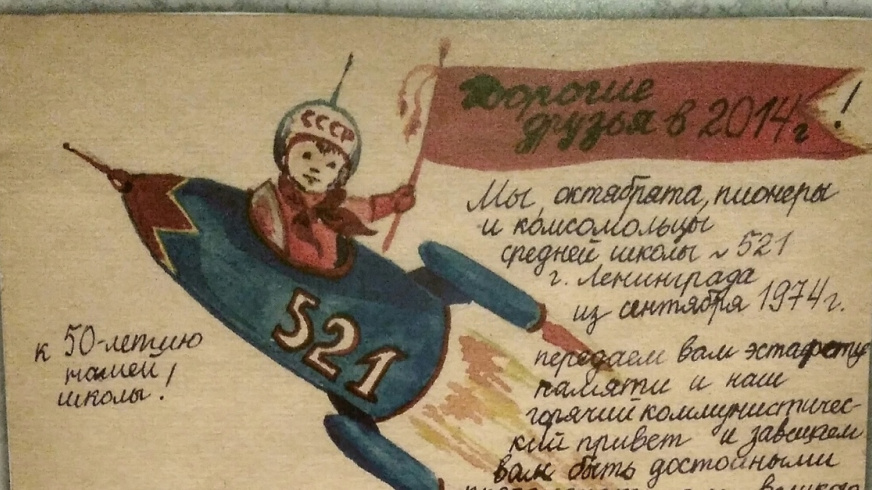 СССР
Дорогие
друзья в 2014 г!
Мы, октябрята, пионеры
и комсомольцы
средней школы ~ 521
г. Ленинграда
из сентября 1974 г.
521
к 50-летию
нашей
школы!
передаем вам эстафету
памяти и наш
горячий коммунистичес-
кий привет и завещаем
вам быть достойными